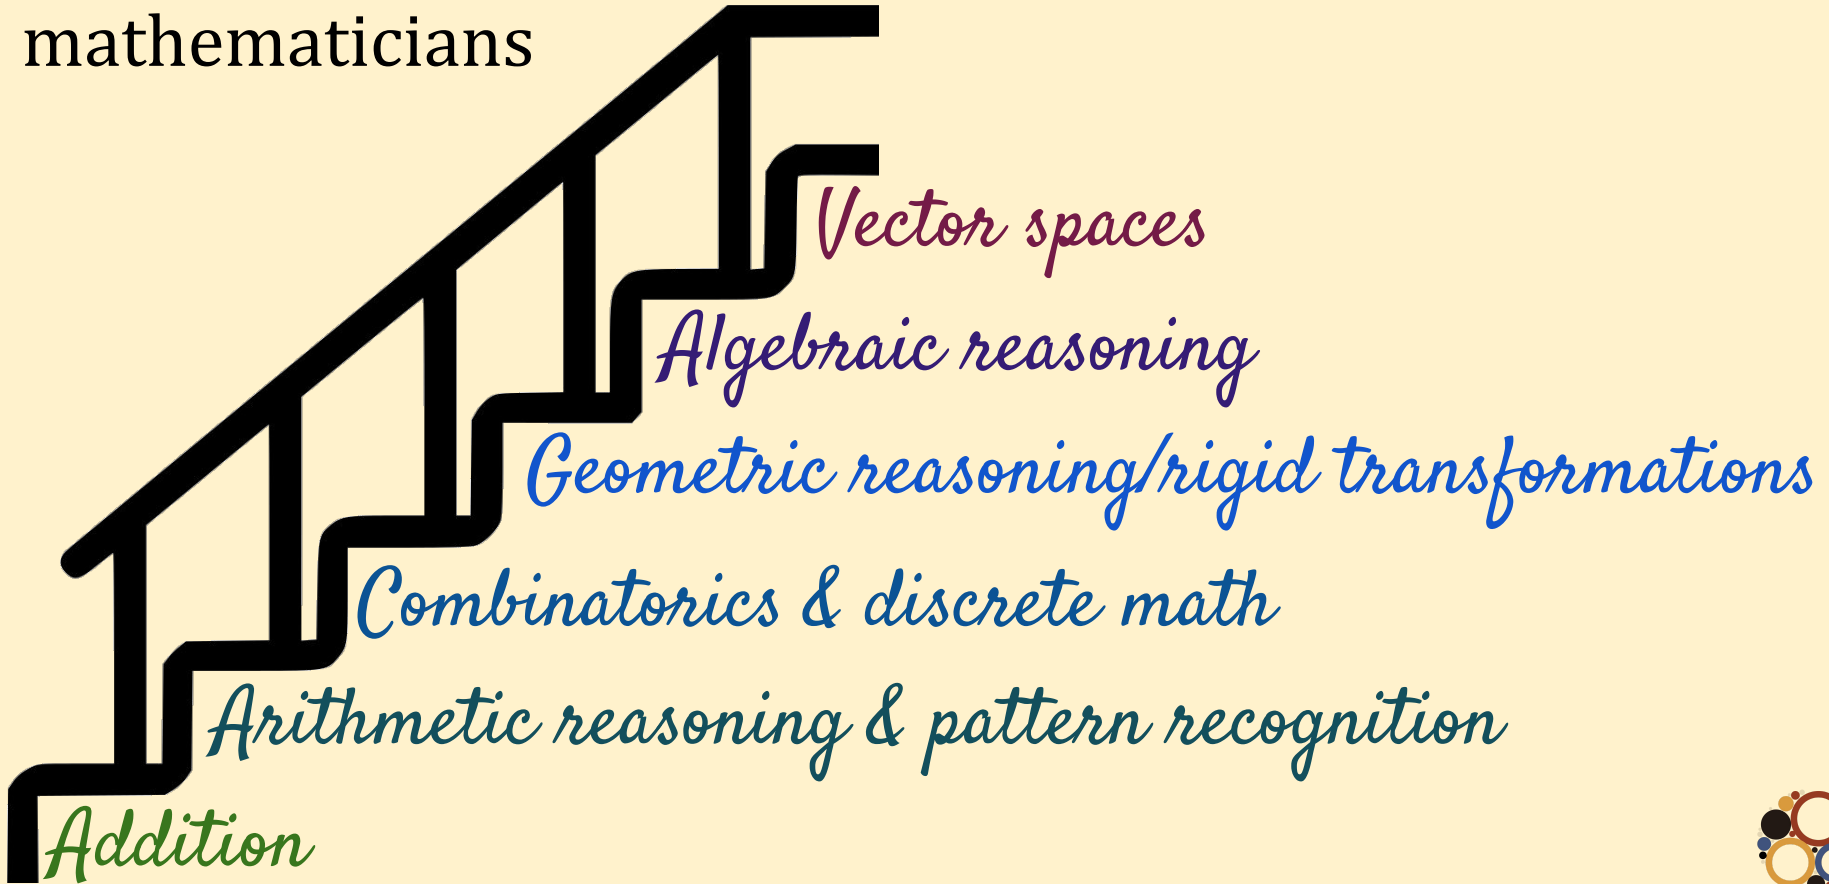 mathematicians
Vector spaces
Algebraic reasoning
Geometric reasoning/rigid transformations
Combinatorics & discrete math
Arithmetic reasoning & pattern recognition
Addition